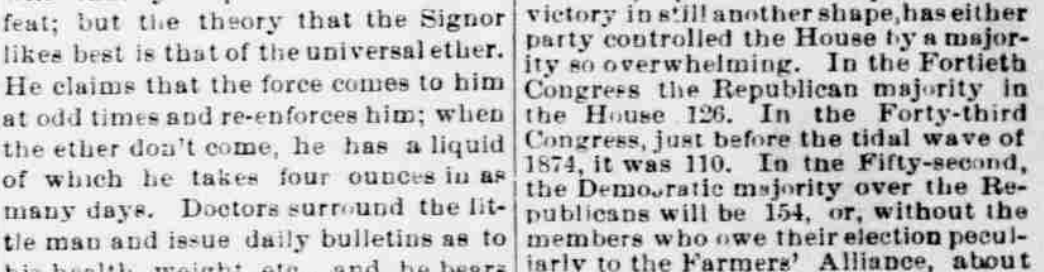 feat; but the theory that the Signor
likes best is that of the universal ether.
He claims that the force comes to him
at odd times and re-enforces him; when
the ether don't come, he has a liquid
of which he takes four ounces in as
many days. Doctors surround the lit-
tle man and issue daily bulletins as to
health, weight, etc., and he bears
victory in still another shape, has either
party controlled the House by a major-
ity so overwhelming. In the Fortieth
Congress the Republican majority in
the House 126. In the Forty-third
Congress, just before the tidal wave of
1874, it was 110. In the Fifty-second,
the Democratic majority over the Re-
publicans will be 154, or, without the
members who owe their election pecul-
iarly to the Farmers' Alliance, about